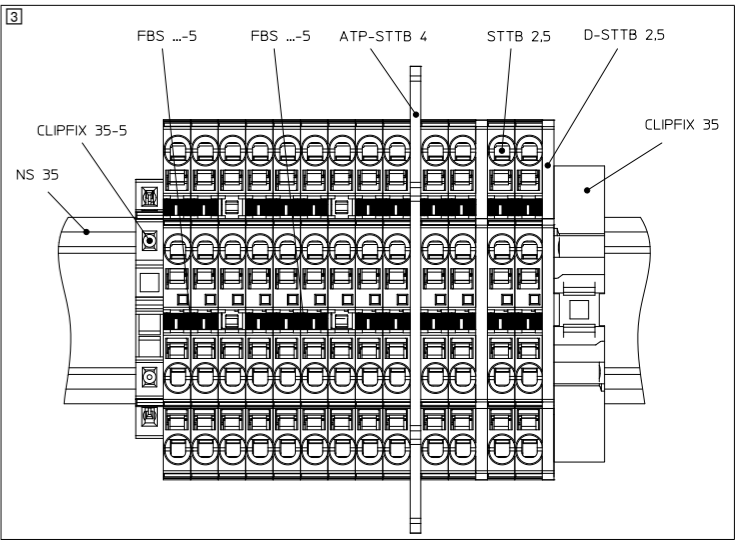 3
FBS ...-5
FBS ...-5
ATP-STTB 4
STTB 2,5
D-STTB 2,5
CLIPFIX 35-5
CLIPFIX 35
NS 35